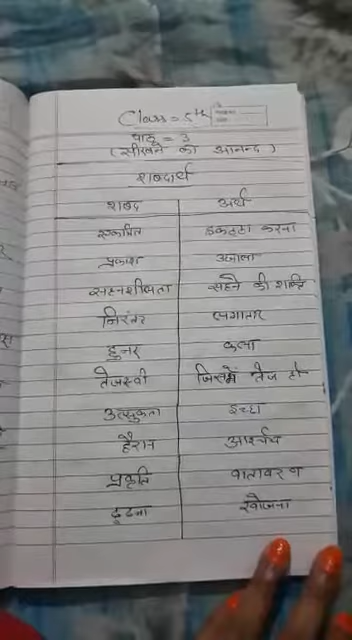 Class = 5th
पाठ = 3
(सीखने का आनन्द)
शब्दार्थ
शब्द अर्थ
एकत्रित इकट्ठा करना
प्रकाश उजाला
सहनशीलता सहने की शक्ति
निरंतर लगातार
हुनर कला
तेजस्वी जिसमें तेज हो
उत्सुकता इच्छा
हैरान आश्चर्य
प्रकृति वातावरण
ढूंढना खोजना